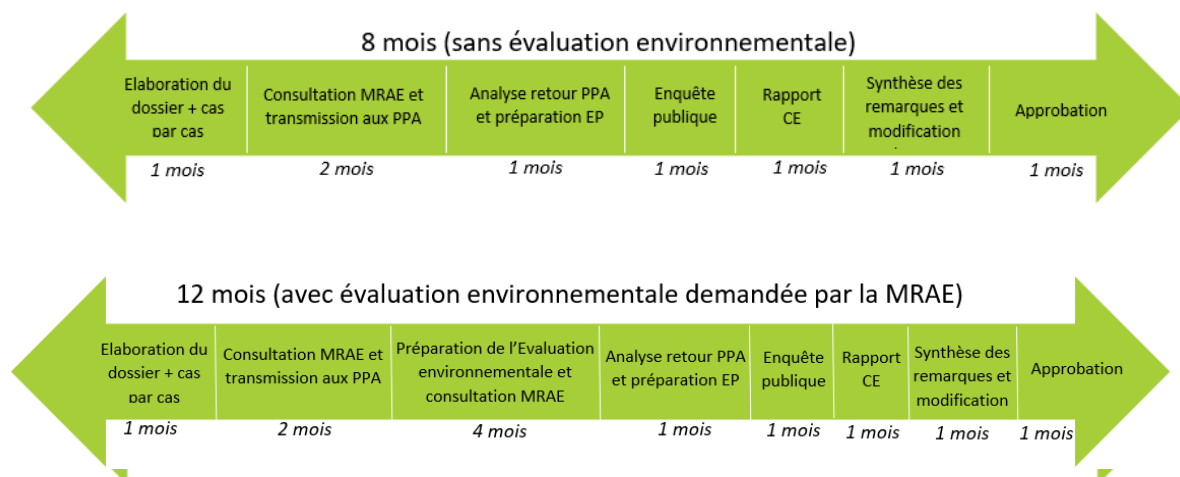 8 mois (sans évaluation environnementale)
Elaboration du
dossier + cas
par cas
Consultation MRAE et
transmission aux PPA
Analyse retour PPA
et préparation EP
Enquête
publique
Rapport
CE
Synthèse des
remarques et
modification
Approbation
1 mois
2 mois
1 mois
1 mois
1 mois
1 mois
1 mois
12 mois (avec évaluation environnementale demandée par la MRAE)
Elaboration du
dossier + cas
par cas
Consultation MRAE et
transmission aux PPA
Préparation de l’Evaluation
environnementale et
consultation MRAE
Analyse retour PPA
et préparation EP
Enquête
publique
Rapport
CE
Synthèse des
remarques et
modification
Approbation
1 mois
2 mois
4 mois
1 mois
1 mois
1 mois
1 mois
1 mois